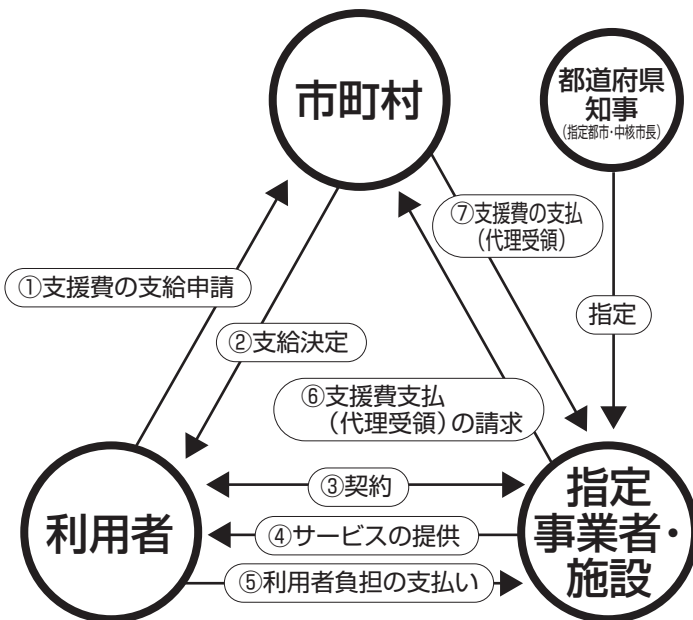 市町村
都道府県
知事
(指定都市・中核市長)
⑦支援費の支払
(代理受領)
①支援費の支給申請
指定
②支給決定
⑥支援費支払
(代理受領)の請求
③契約
利用者
指定
事業者・
施設
④サービスの提供
⑤利用者負担の支払い